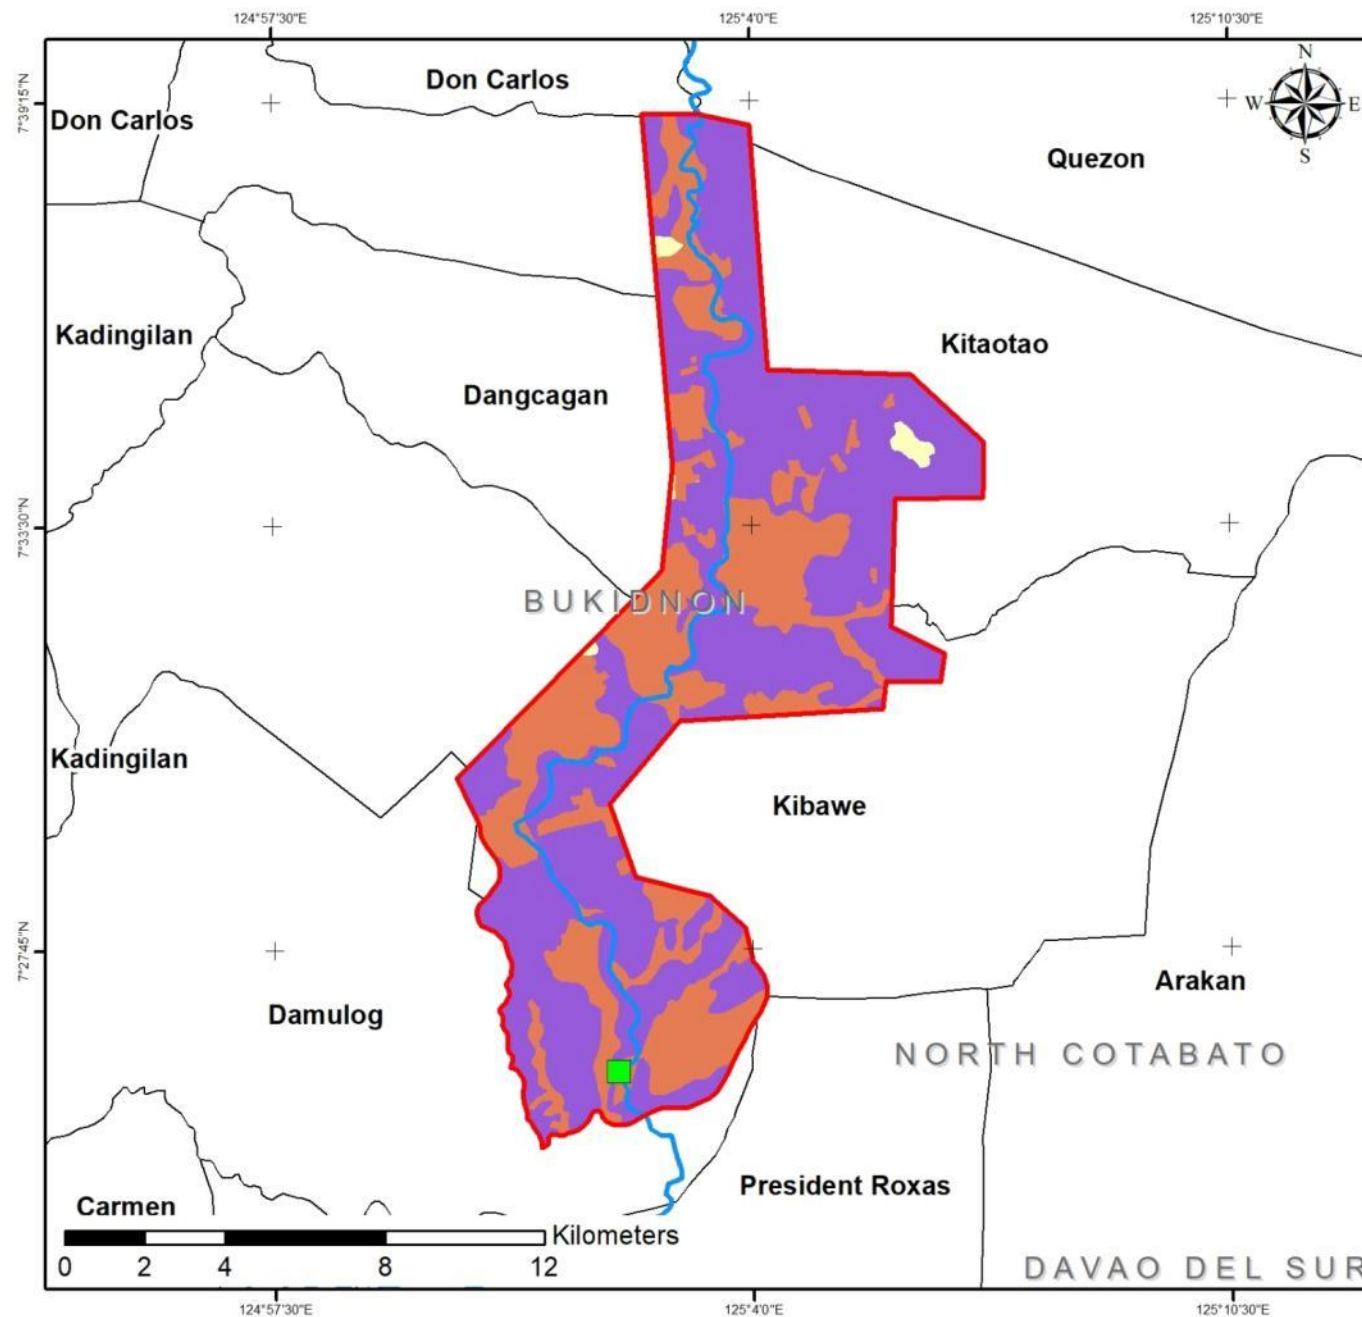 124°57'30"E 125°4'0"E 125°10'30"E
7°39'15"N
7°33'30"N
7°27'45"N
N
W E
S
Don Carlos
Don Carlos
Quezon
Kadingilan
Kitaotao
Dangcagan
BUKIDNON
Kadingilan
Kibawe
Arakan
Damulog
NORTH COTABATO
President Roxas
Carmen
Kilometers
0 2 4 8 12
DAVAO DEL SUR
124°57'30"E 125°4'0"E 125°10'30"E